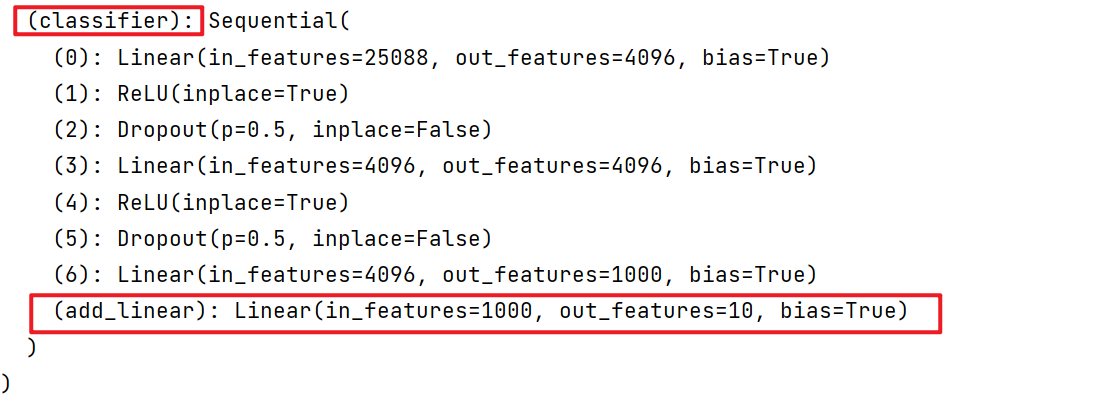 (classifier): Sequential(
(0): Linear(in_features=25088, out_features=4096, bias=True)
(1): ReLU(inplace=True)
(2): Dropout(p=0.5, inplace=False)
(3): Linear(in_features=4096, out_features=4096, bias=True)
(4): ReLU(inplace=True)
(5): Dropout(p=0.5, inplace=False)
(6): Linear(in_features=4096, out_features=1000, bias=True)
(add_linear): Linear(in_features=1000, out_features=10, bias=True)
)
)